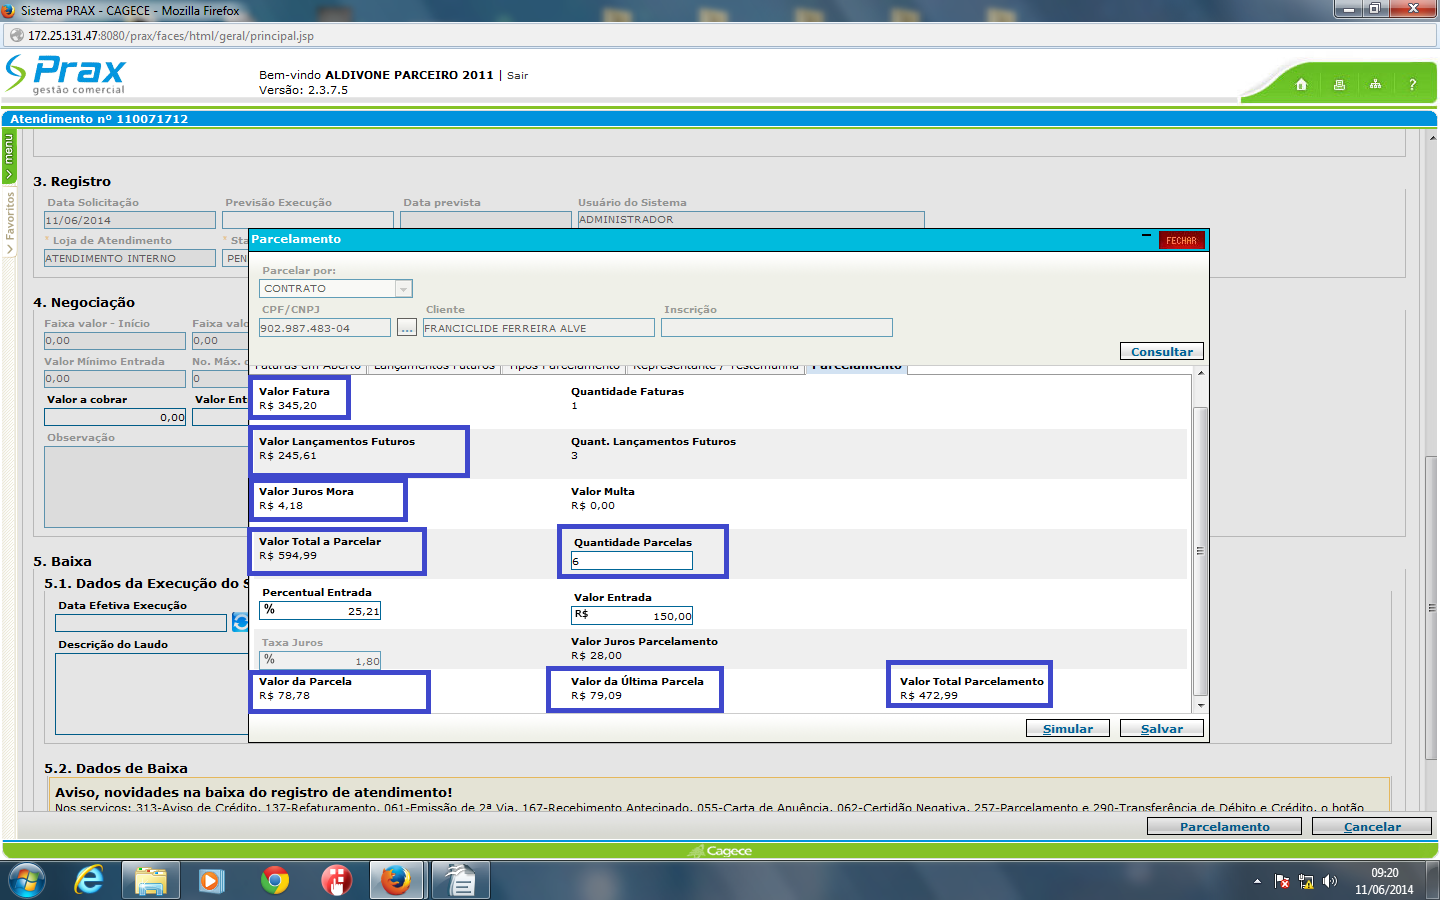 Sistema PRAX - CAGECE - Mozilla Firefox
172.25.131.47:8080/prax/faces/html/geral/principal.jsp
Prax
gestão comercial
Bem-vindo ALDIVONE PARCEIRO 2011 | Sair
Versão: 2.3.7.5
?
Atendimento nº 110071712
menu
Favoritos
3. Registro
Data Solicitação Previsão Execução Data prevista Usuário do Sistema
11/06/2014 ADMINISTRADOR
* Loja de Atendimento * Sta
ATENDIMENTO INTERNO PEN
4. Negociação
Faixa valor - Início Faixa valo
0,00 0,00
Valor Mínimo Entrada No. Máx. d
0,00 0
Valor a cobrar Valor Ent
0,00
Observação
5. Baixa
5.1. Dados da Execução do S
Data Efetiva Execução
Descrição do Laudo
5.2. Dados de Baixa
Aviso, novidades na baixa do registro de atendimento!
Nos serviços: 313-Aviso de Crédito, 137-Refaturamento, 061-Emissão de 2ª Via, 167-Recebimento Antecipado, 055-Carta de Anuência, 062-Certidão Negativa, 257-Parcelamento e 290-Transferência de Débito e Crédito, o botão
Parcelamento
FECHAR
Parcelar por:
CONTRATO
CPF/CNPJ Cliente Inscrição
902.987.483-04 ... FRANCICLIDE FERREIRA ALVE
Consultar
Faturas em Aberto Lançamentos Futuros Tipos Parcelamento Representante / Testemunha Parcelamento
Valor Fatura Quantidade Faturas
R$ 345,20 1
Valor Lançamentos Futuros Quant. Lançamentos Futuros
R$ 245,61 3
Valor Juros Mora Valor Multa
R$ 4,18 R$ 0,00
Valor Total a Parcelar Quantidade Parcelas
R$ 594,99 6
Percentual Entrada Valor Entrada
% 25,21 R$ 150,00
Taxa Juros Valor Juros Parcelamento
% 1,80 R$ 28,00
Valor da Parcela Valor da Última Parcela Valor Total Parcelamento
R$ 78,78 R$ 79,09 R$ 472,99
Simular Salvar
Parcelamento Cancelar
Cagece
09:20
11/06/2014